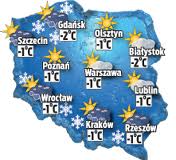 Gdańsk
-2°C
Olsztyn
-1°C
Szczecin
-1°C
Białystok
-2°C
Poznań
-1°C
Warszawa
-1°C
Wrocław
-1°C
Lublin
-1°C
Kraków
-1°C
Rzeszów
-1°C